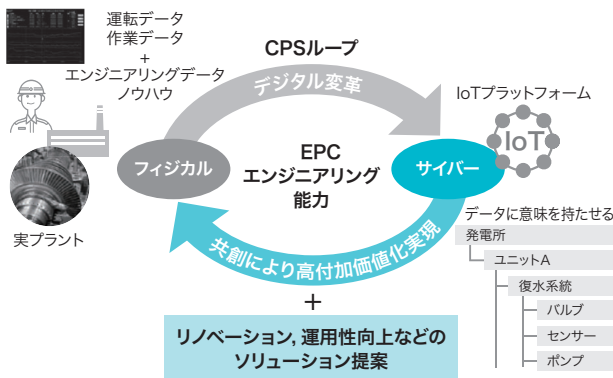 運転データ
作業データ
+
エンジニアリングデータ
ノウハウ
CPSループ
デジタル変革
IoTプラットフォーム
IoT
フィジカル
EPC
エンジニアリング
能力
サイバー
実プラント
データに意味を持たせる
発電所
ユニットA
復水系統
バルブ
センサー
ポンプ
共創により高付加価値化実現
+
リノベーション, 運用性向上などの
ソリューション提案